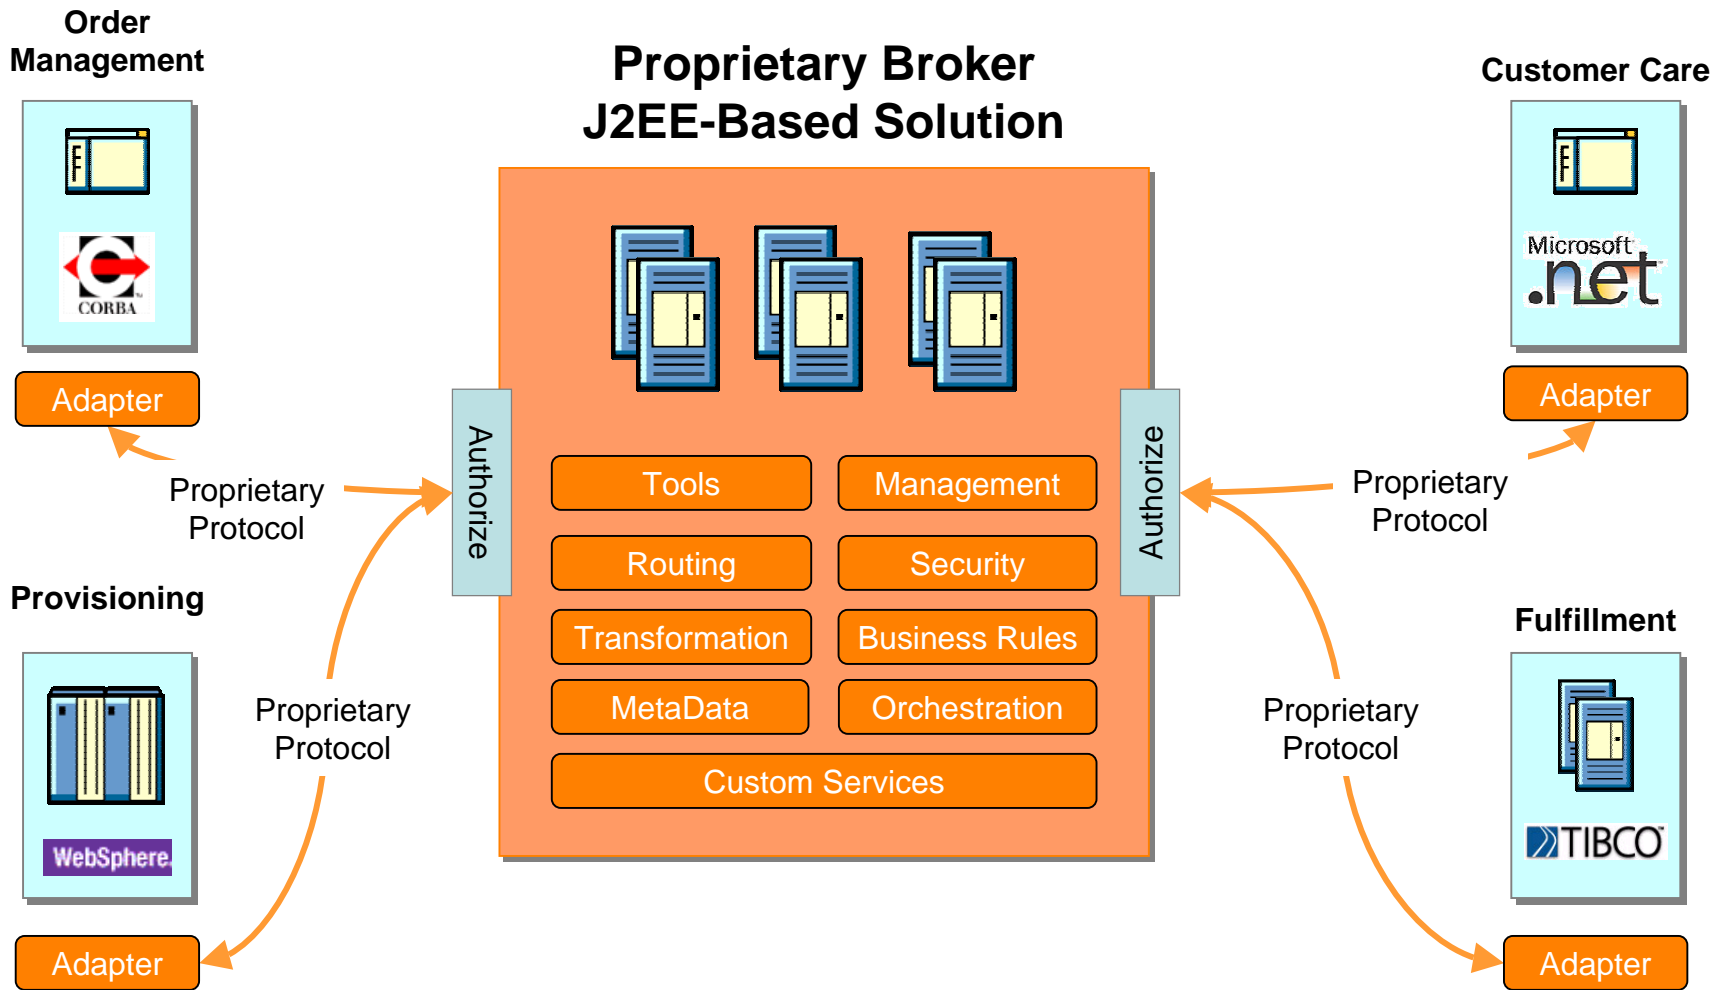 Order
Management
Proprietary Broker
J2EE-Based Solution
Customer Care
CORBA
Microsoft
.net
Adapter
Adapter
Authorize
Authorize
Tools
Management
Proprietary
Protocol
Proprietary
Protocol
Routing
Security
Provisioning
Fulfillment
Transformation
Business Rules
MetaData
Orchestration
Proprietary
Protocol
Proprietary
Protocol
Custom Services
WebSphere.
TIBCO
Adapter
Adapter